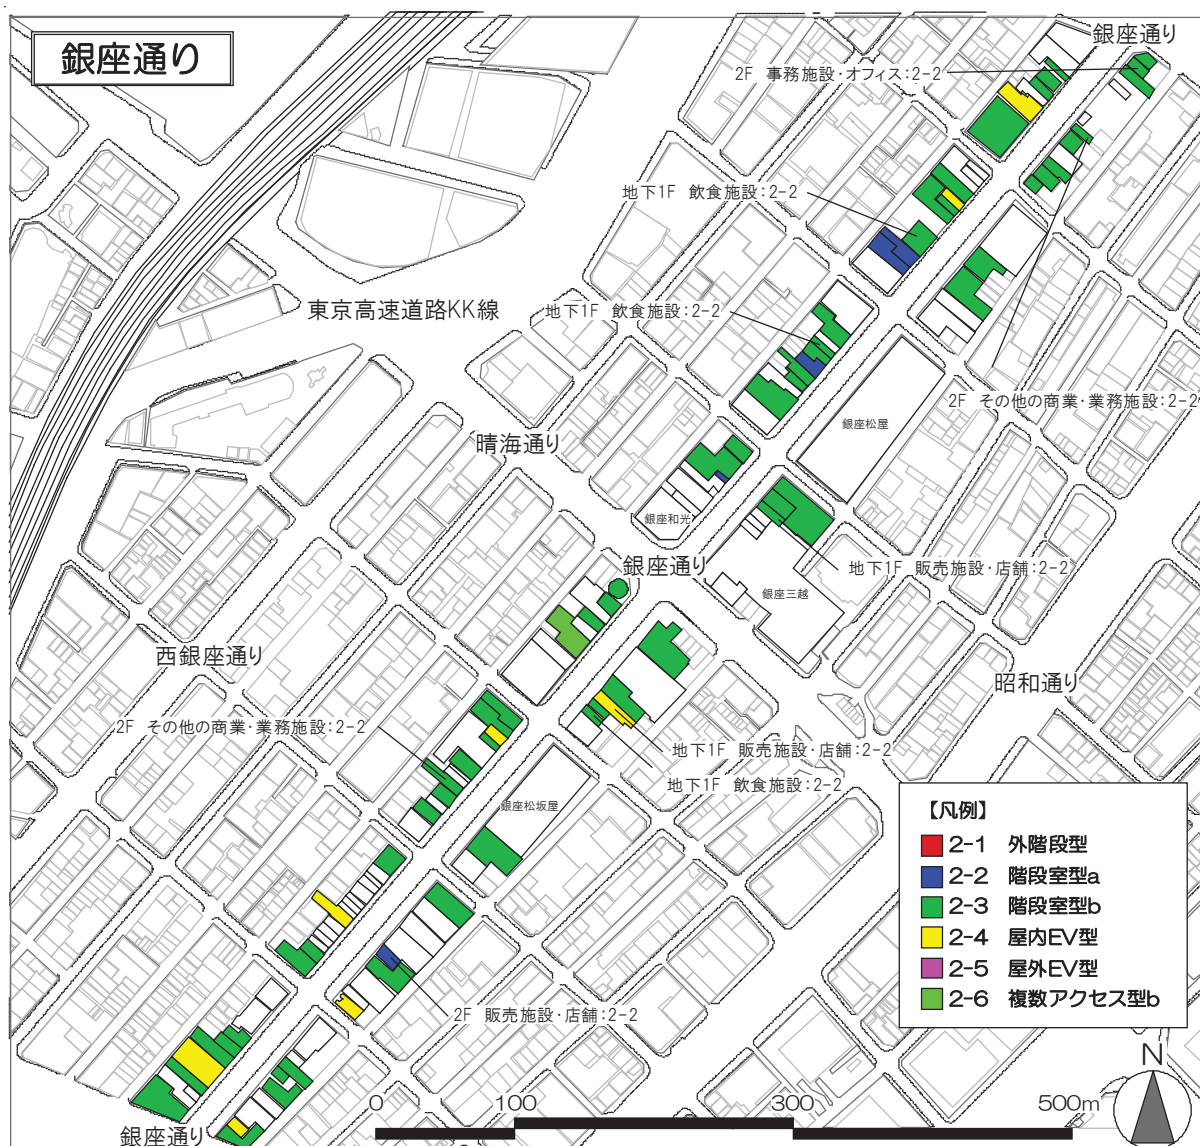 銀座通り
銀座通り
2F 事務施設・オフィス:2-2
地下1F 飲食施設:2-2
東京高速道路KK線
地下1F 飲食施設:2-2
2F その他の商業・業務施設:2-2
銀座松屋
晴海通り
銀座和光
銀座通り
地下1F 販売施設・店舗:2-2
銀座三越
西銀座通り
昭和通り
2F その他の商業・業務施設:2-2
地下1F 販売施設・店舗:2-2
地下1F 飲食施設:2-2
銀座松坂屋
【凡例】
2-1 外階段型
2-2 階段室型a
2-3 階段室型b
2-4 屋内EV型
2-5 屋外EV型
2-6 複数アクセス型b
2F 販売施設・店舗:2-2
N
0 100 300 500m
銀座通り